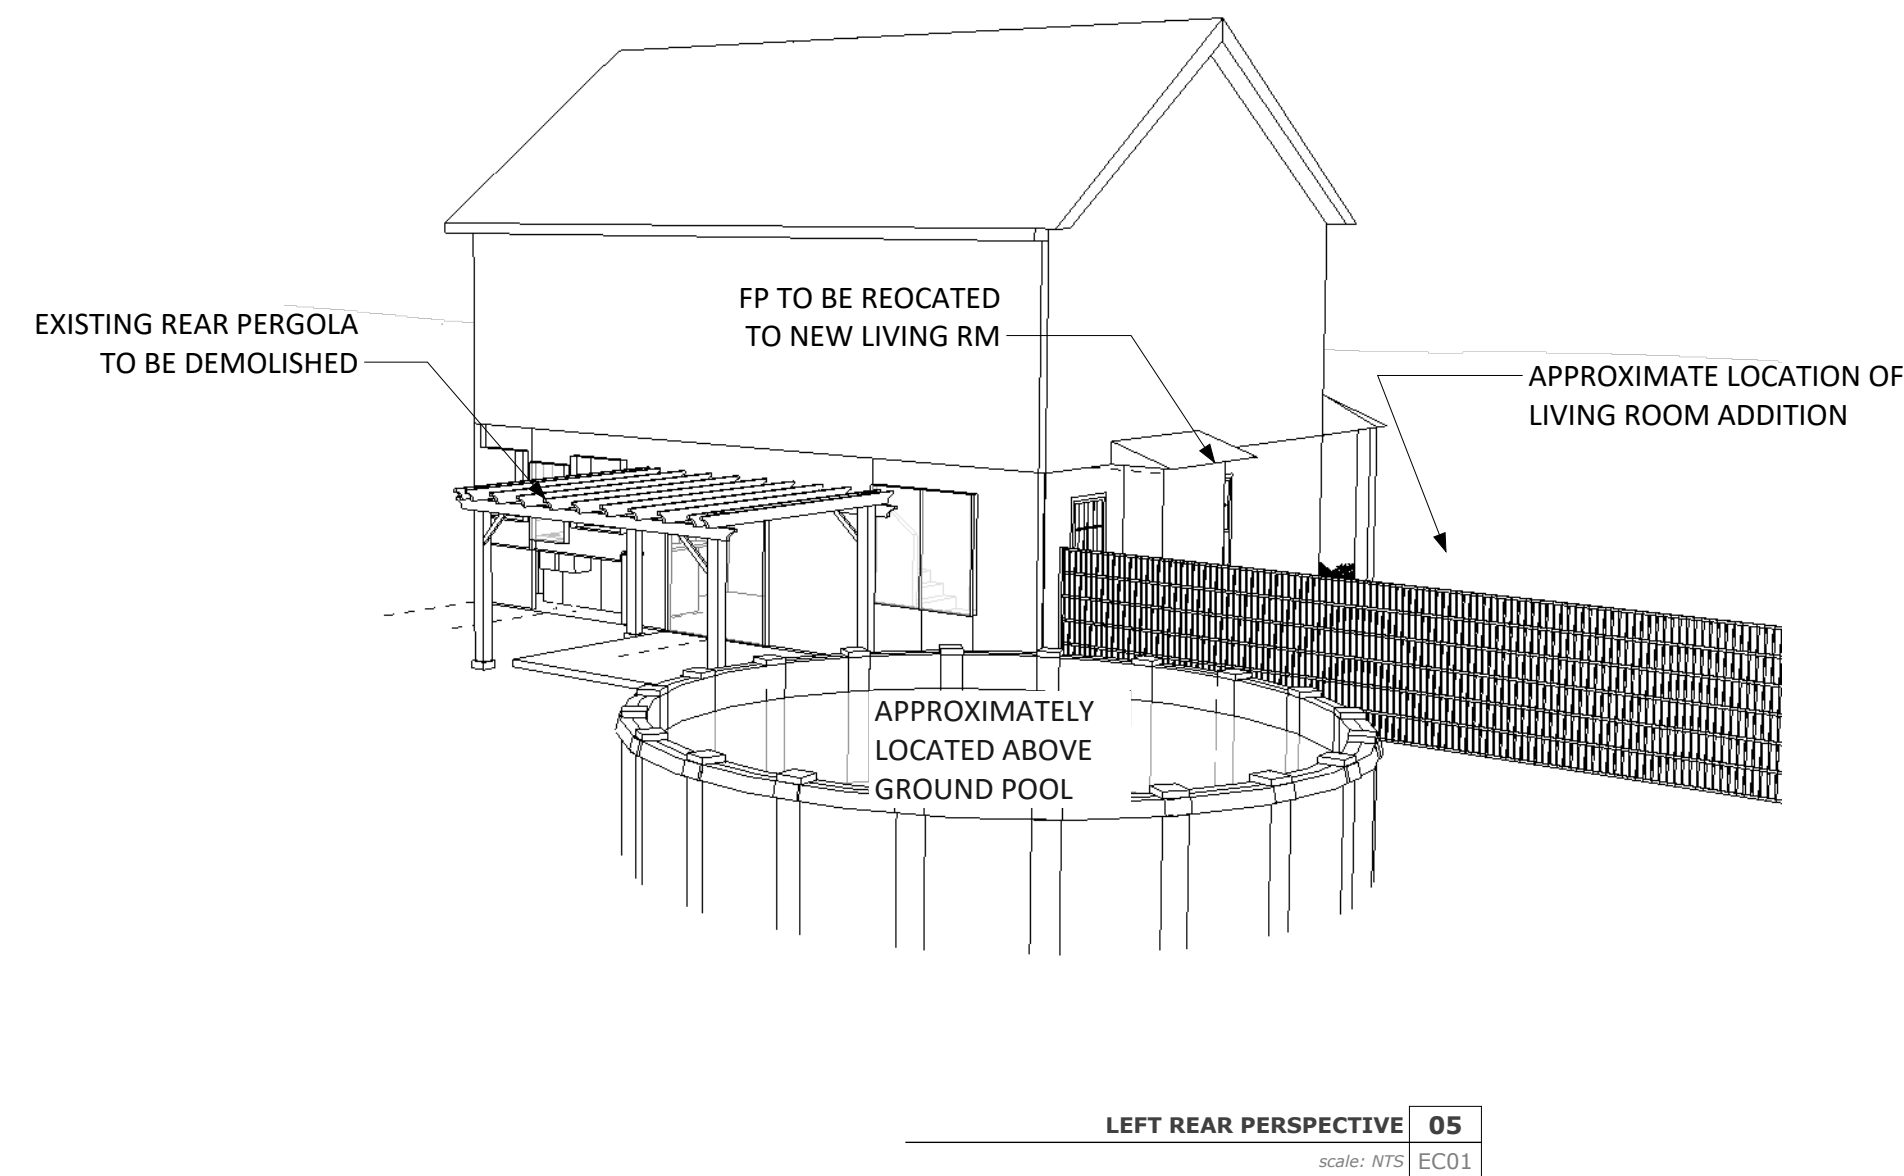 EXISTING REAR PERGOLA
TO BE DEMOLISHED
FP TO BE REOCATED
TO NEW LIVING RM
APPROXIMATE LOCATION OF
LIVING ROOM ADDITION
APPROXIMATELY
LOCATED ABOVE
GROUND POOL
LEFT REAR PERSPECTIVE 05
scale: NTS EC01